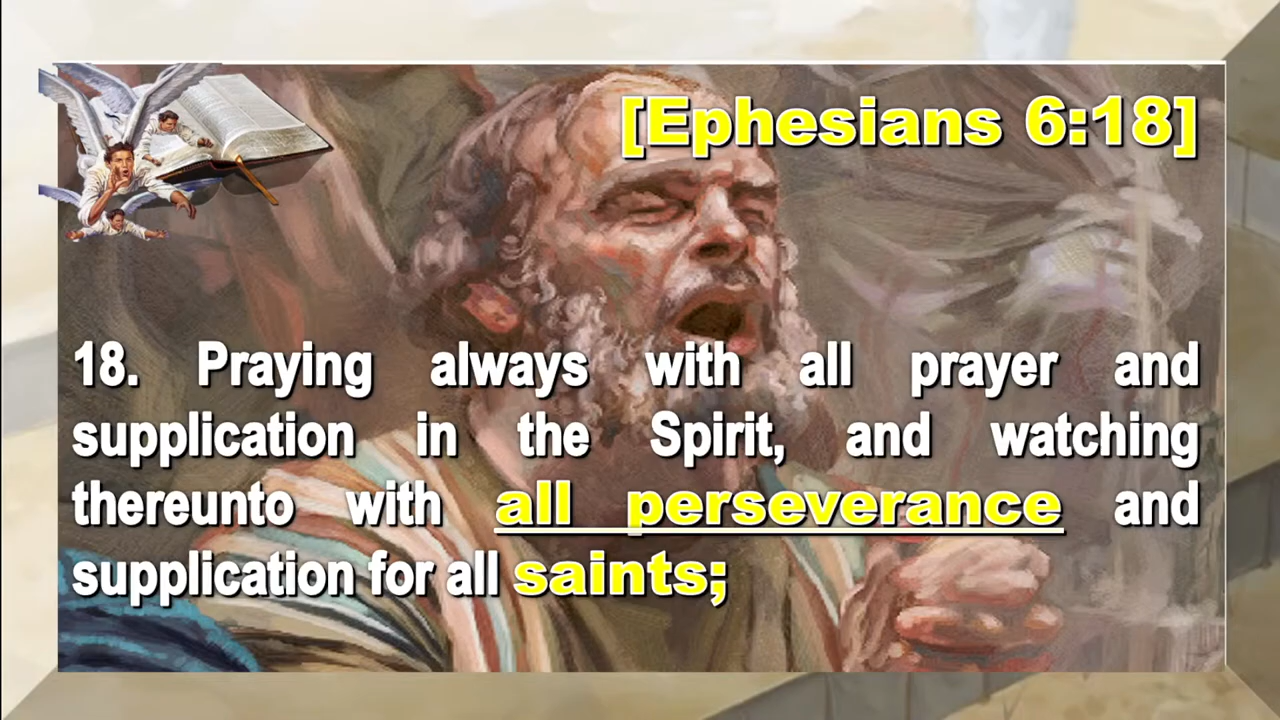 [Ephesians 6:18]
18. Praying always with all prayer and
supplication in the Spirit, and watching
thereunto with all perseverance and
supplication for all saints;